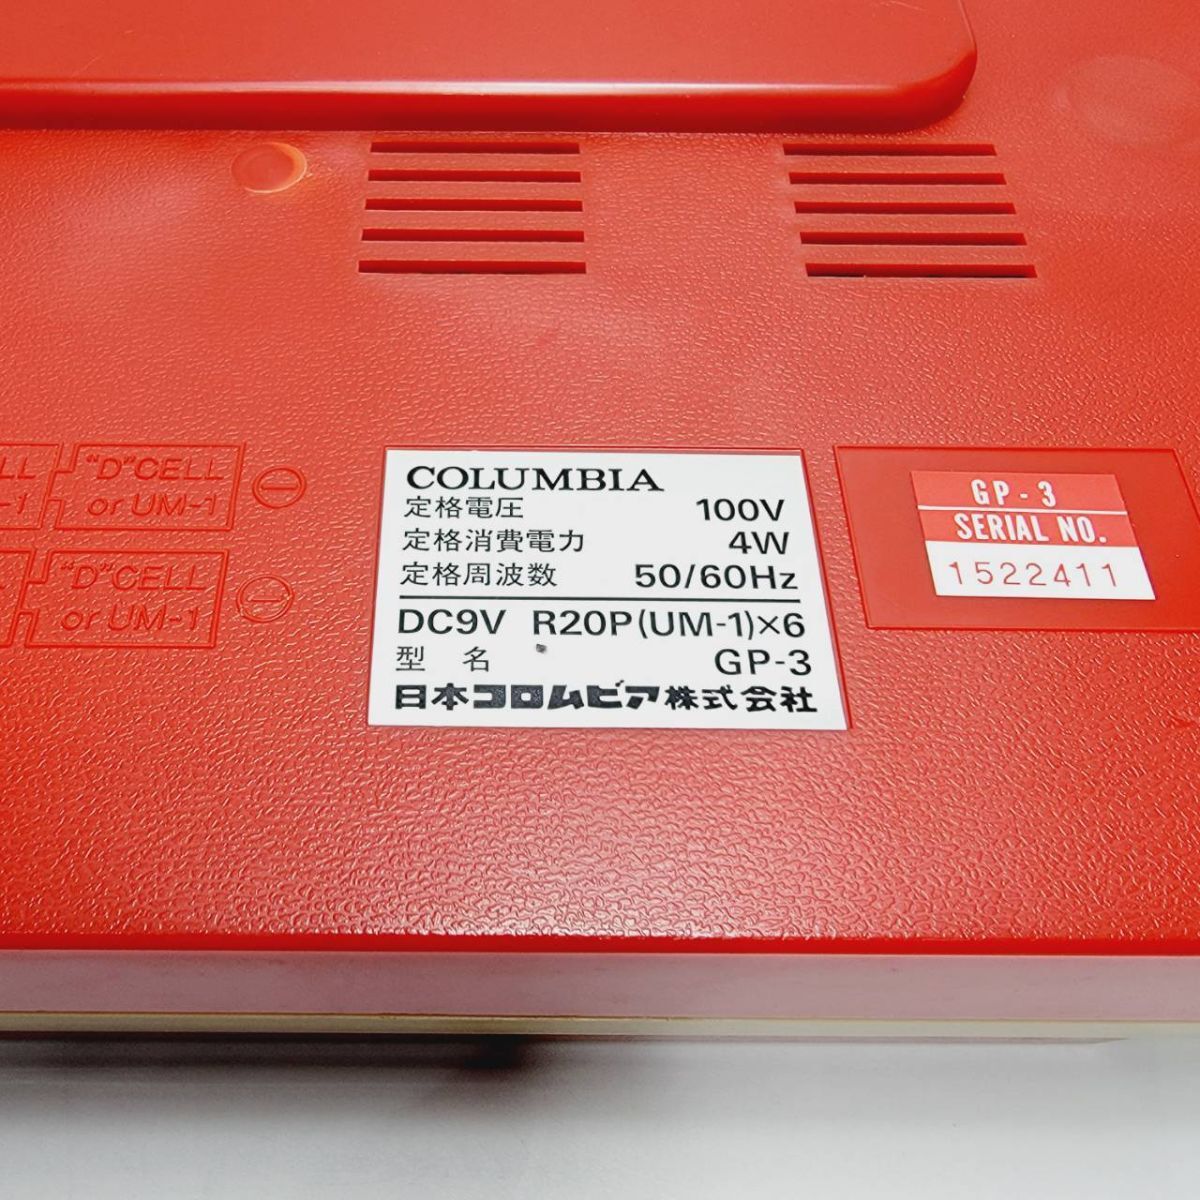 COLUMBIA
定格電圧 100V
定格消費電力 4W
定格周波数 50/60Hz
DC9V R20P(UM-1)×6
型 名 GP-3
日本コロムビア株式会社
GP-3
SERIAL NO.
1522411
"D"CELL
or UM-1
"D"CELL
or UM-1